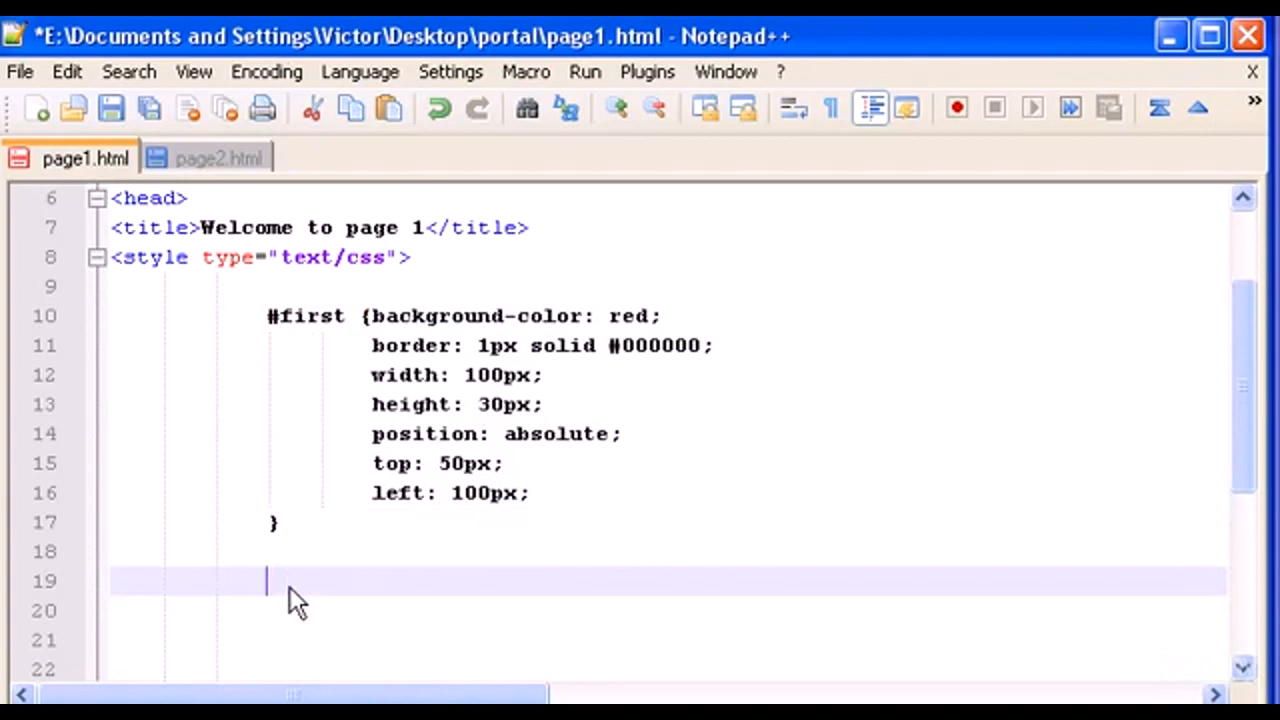 *E:\Documents and Settings\Victor\Desktop\portal\page1.html - Notepad++
File Edit Search View Encoding Language Settings Macro Run Plugins Window ? X
page1.html page2.html
6 <head>
7 <title>Welcome to page 1</title>
8 <style type="text/css">
9
10 #first {background-color: red;
11 border: 1px solid #000000;
12 width: 100px;
13 height: 30px;
14 position: absolute;
15 top: 50px;
16 left: 100px;
17 }
18
19
20
21
22